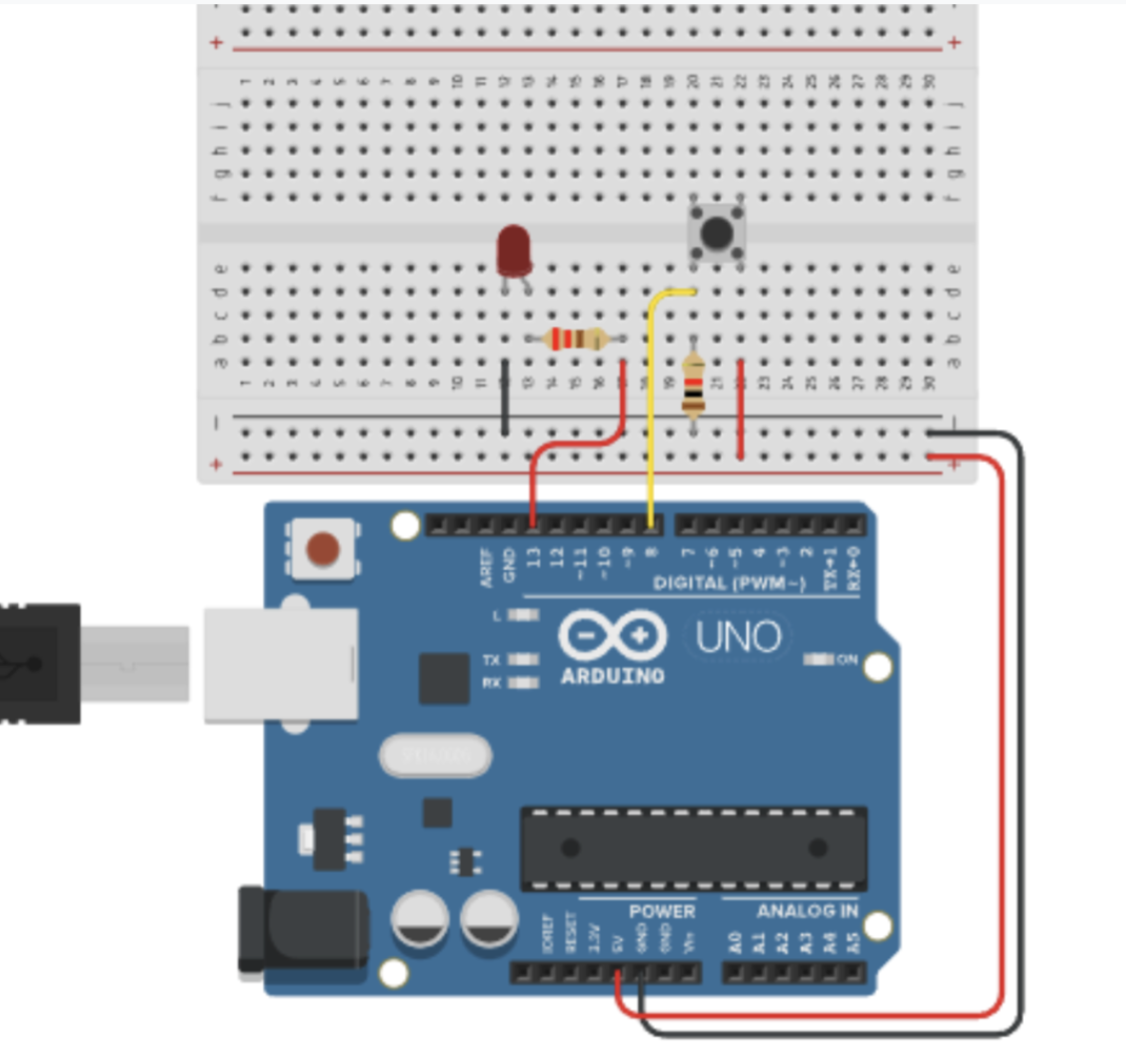 + +
1 2 3 4 5 6 7 8 9 10 11 12 13 14 15 16 17 18 19 20 21 22 23 24 25 26 27 28 29 30
j j
i i
h h
g g
f f
e e
d d
c c
b b
a a
1 2 3 4 5 6 7 8 9 10 11 13 14 15 16 17 18 19 21 22 23 24 25 26 27 28 29 30
− −
+ +
AREF GND 13 12 ~11 ~10 ~9 8 7 ~6 ~5 4 ~3 2 TX→1 RX←0
DIGITAL (PWM~)
L
TX
RX
ARDUINO
UNO
ON
POWER ANALOG IN
IOREF RESET 3.3V 5V GND GND Vin A0 A1 A2 A3 A4 A5